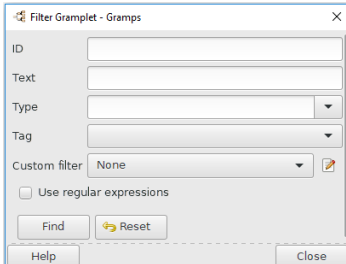 Filter Gramplet - Gramps
ID
Text
Type
Tag
Custom filter None
Use regular expressions
Find Reset
Help Close